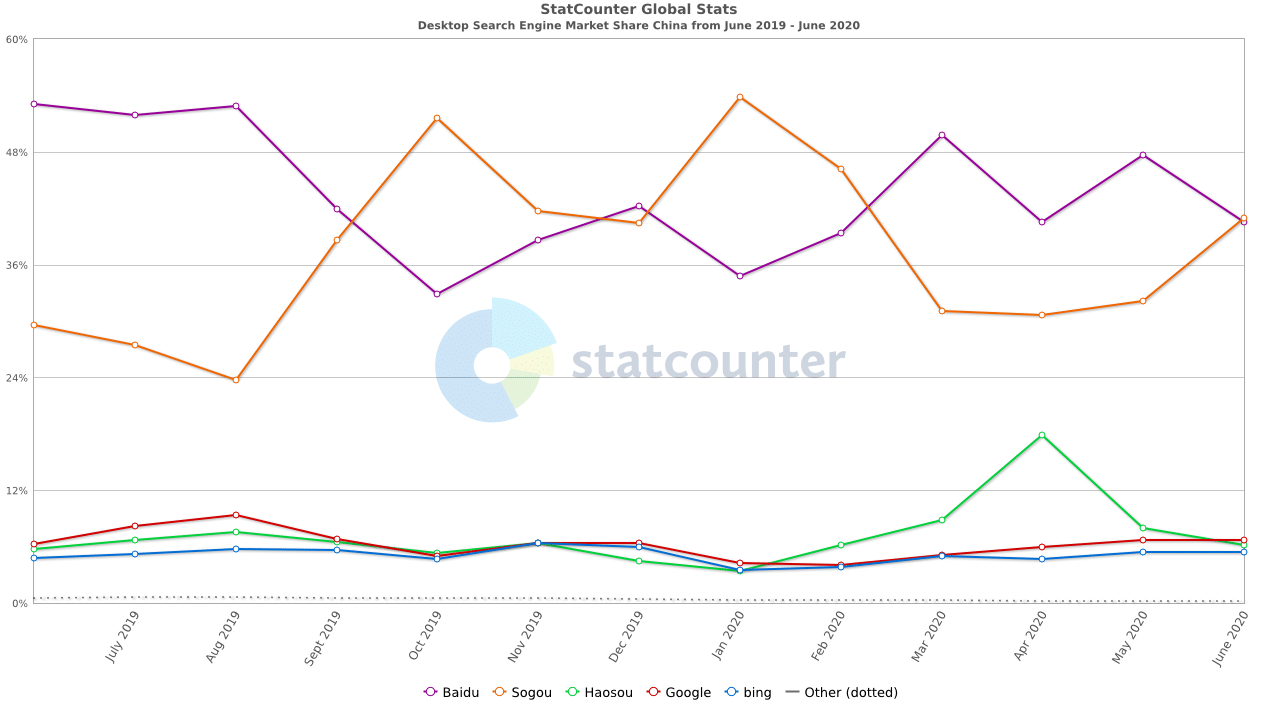 StatCounter Global Stats
Desktop Search Engine Market Share China from June 2019 - June 2020
60%
48%
36%
24%
12%
0%
statcounter
July 2019
Aug 2019
Sept 2019
Oct 2019
Nov 2019
Dec 2019
Jan 2020
Feb 2020
Mar 2020
Apr 2020
May 2020
June 2020
Baidu Sogou Haosou Google bing Other (dotted)